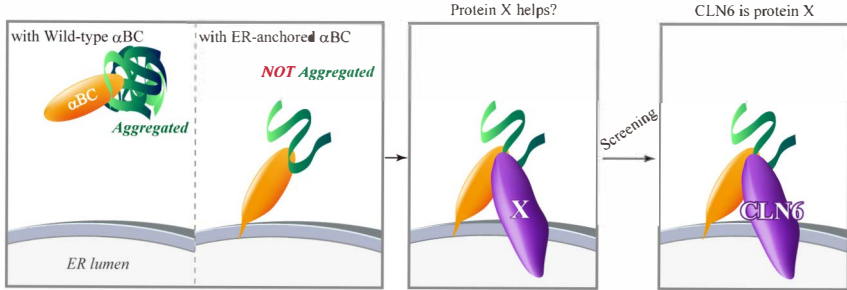 with Wild-type αBC
αBC
Aggregated
ER lumen
with ER-anchored αBC
NOT Aggregated
Protein X helps?
X
Screening
CLN6 is protein X
CLN6